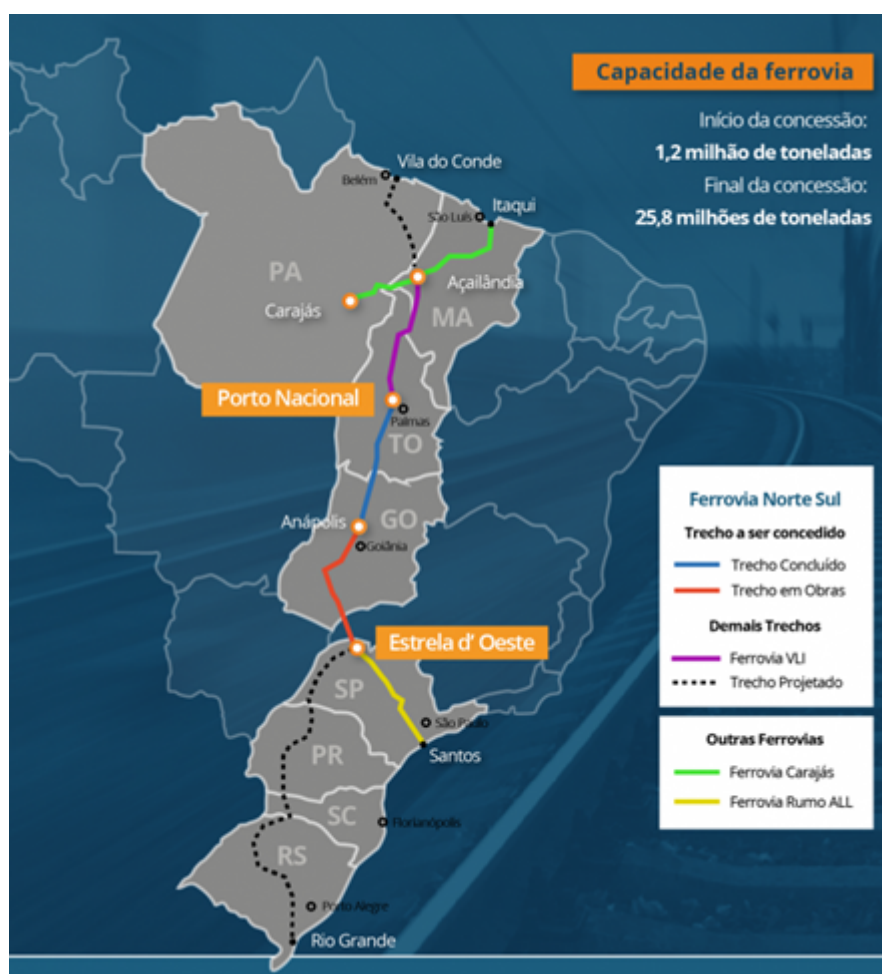 Capacidade da ferrovia
Início da concessão:
1,2 milhão de toneladas
Final da concessão:
25,8 milhões de toneladas
Vila do Conde
Belém
São Luís
Itaqui
PA
Açailândia
Carajás
MA
Porto Nacional
Palmas
TO
Anápolis
GO
Goiânia
Estrela d' Oeste
SP
São Paulo
Santos
PR
SC
Florianópolis
RS
Porto Alegre
Rio Grande
Ferrovia Norte Sul
Trecho a ser concedido
Trecho Concluído
Trecho em Obras
Demais Trechos
Ferrovia VLI
Trecho Projetado
Outras Ferrovias
Ferrovia Carajás
Ferrovia Rumo ALL